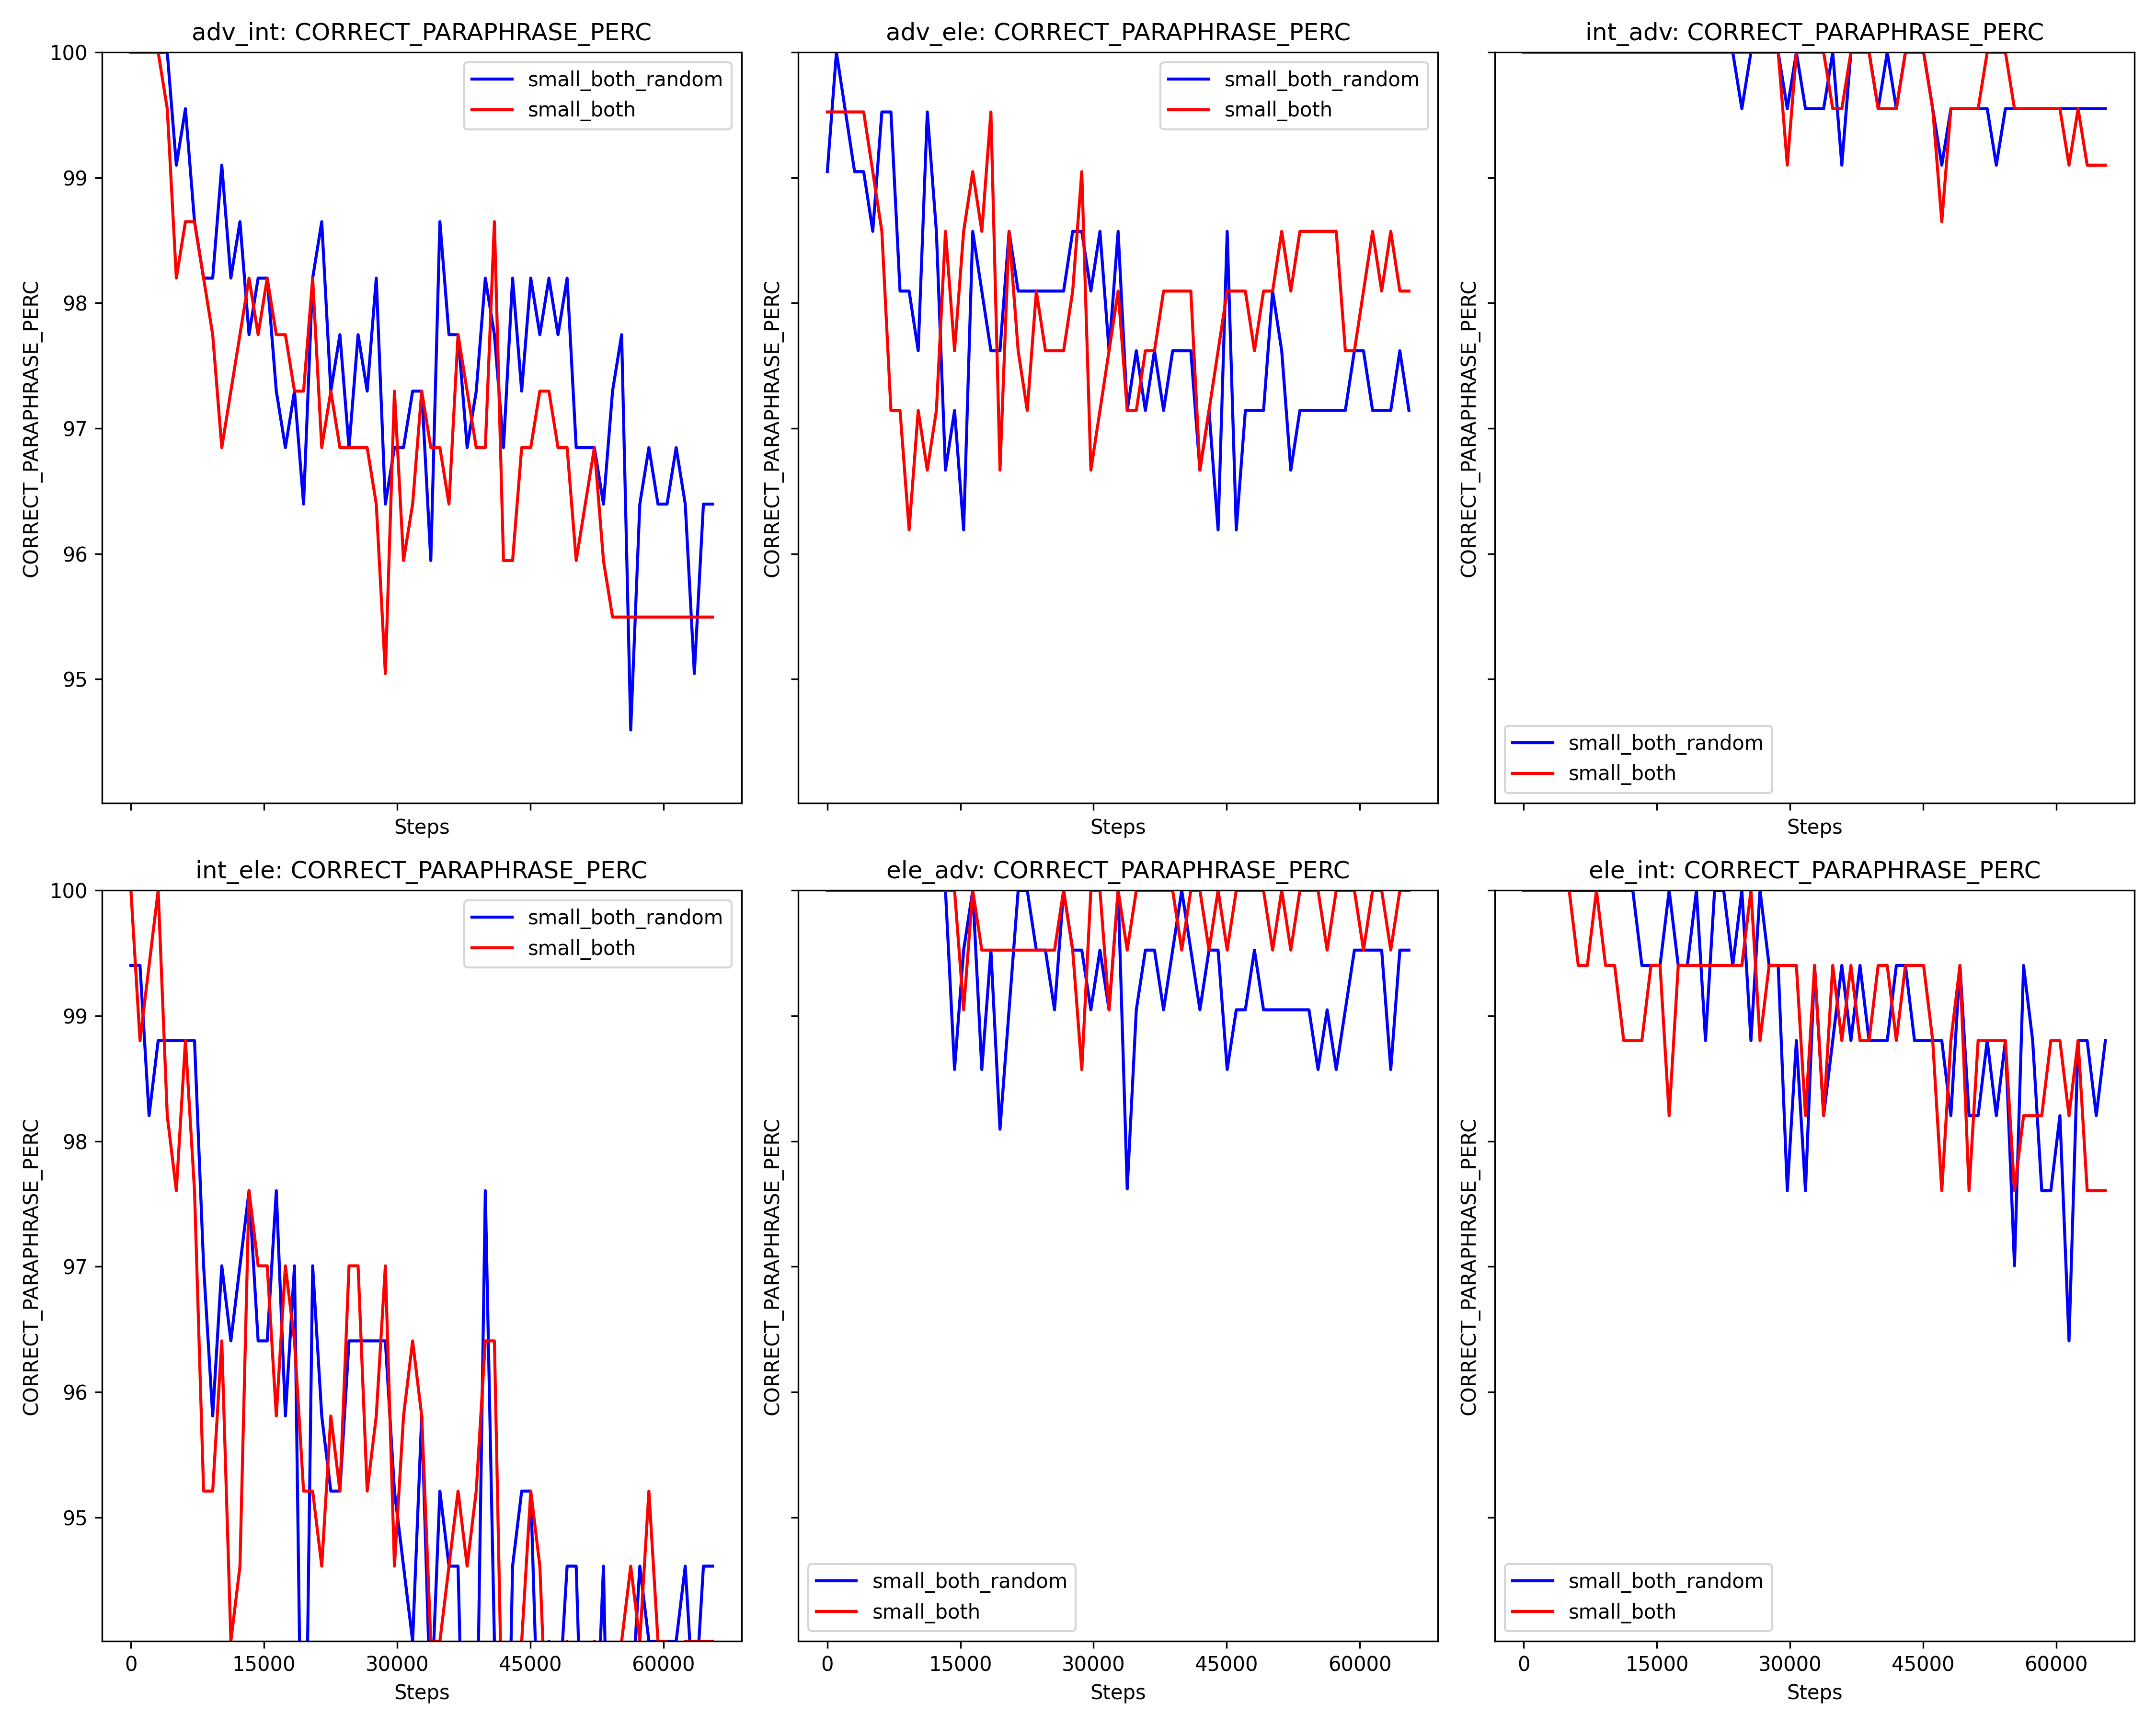 adv_int: CORRECT_PARAPHRASE_PERC
CORRECT_PARAPHRASE_PERC
100
99
98
97
96
95
small_both_random
small_both
Steps
adv_ele: CORRECT_PARAPHRASE_PERC
CORRECT_PARAPHRASE_PERC
small_both_random
small_both
Steps
int_adv: CORRECT_PARAPHRASE_PERC
CORRECT_PARAPHRASE_PERC
small_both_random
small_both
Steps
int_ele: CORRECT_PARAPHRASE_PERC
CORRECT_PARAPHRASE_PERC
100
99
98
97
96
95
small_both_random
small_both
0 15000 30000 45000 60000
Steps
ele_adv: CORRECT_PARAPHRASE_PERC
CORRECT_PARAPHRASE_PERC
small_both_random
small_both
0 15000 30000 45000 60000
Steps
ele_int: CORRECT_PARAPHRASE_PERC
CORRECT_PARAPHRASE_PERC
small_both_random
small_both
0 15000 30000 45000 60000
Steps